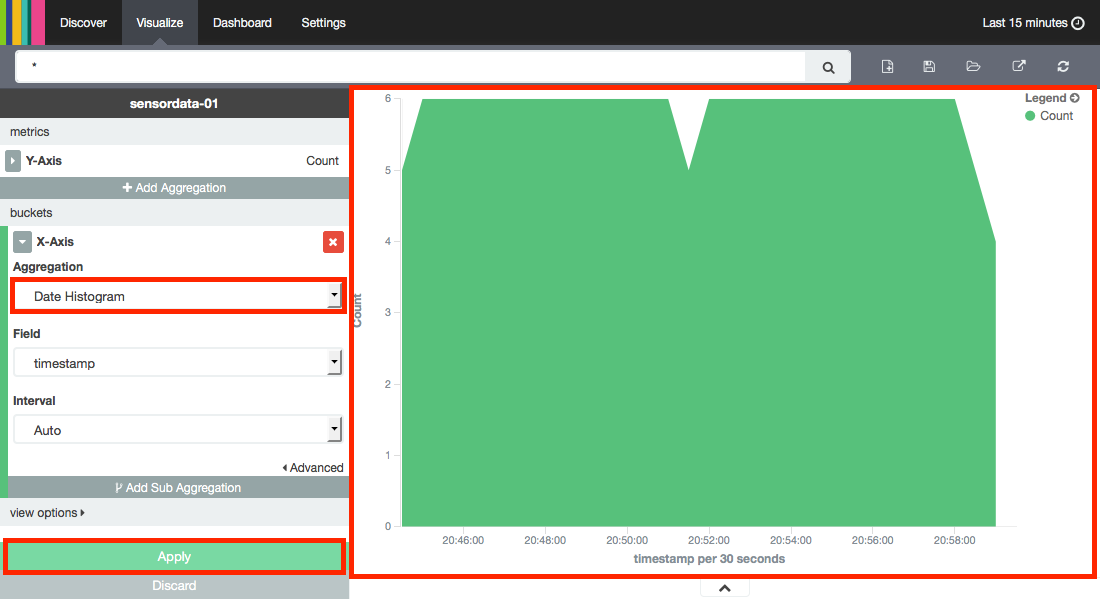 Discover Visualize Dashboard Settings Last 15 minutes
*
sensordata-01
metrics
Y-Axis Count
Add Aggregation
buckets
X-Axis
Aggregation
Date Histogram
Field
timestamp
Interval
Auto
Advanced
Add Sub Aggregation
view options
Apply
Discard
Legend
Count
6
5
4
3
2
1
0
Count
20:46:00 20:48:00 20:50:00 20:52:00 20:54:00 20:56:00 20:58:00
timestamp per 30 seconds